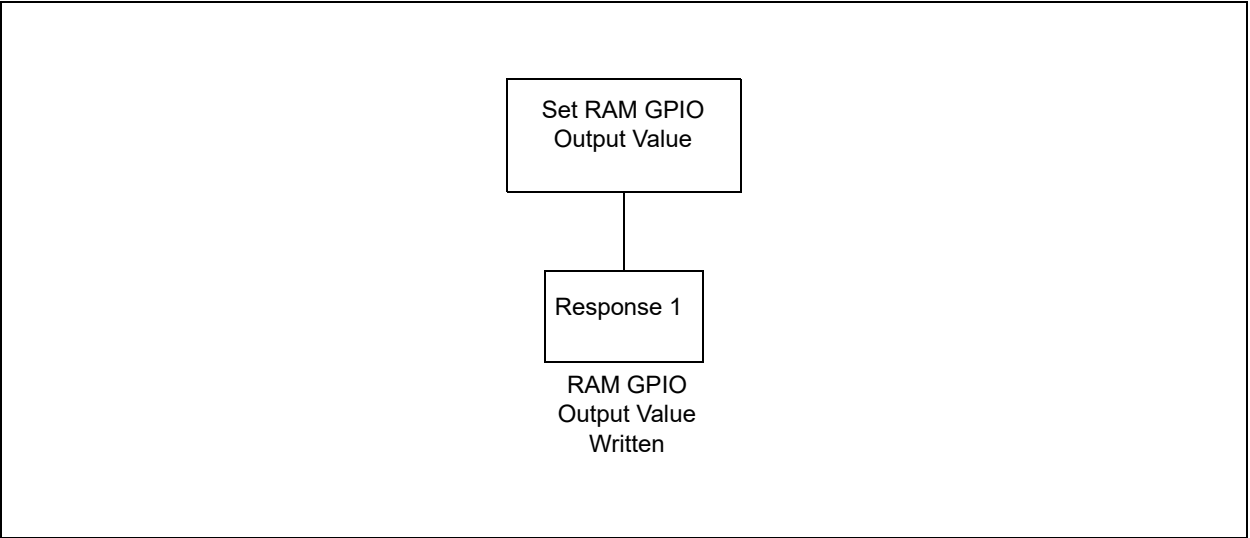 Set RAM GPIO
Output Value
Response 1
RAM GPIO
Output Value
Written